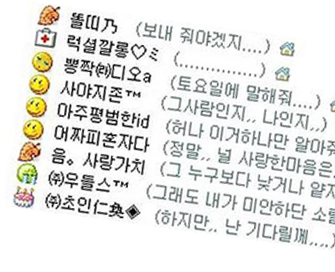 똘띠乃 (보내 줘야겠지....)
럭셜깔롱♡ミ (..............)
뽕짝㈑디오a (토요일에 말해줘....)
사야지존™ (그사람인지,, 나인지,,)
아주평범한id (허나 이거하나만 알아줘
어짜피혼자다 (정말,, 널 사랑한마음은
음。사랑가치 (그 누구보다 낮거나 얕지
㈜우들스™ (그래도 내가 미안하단 소
㈜초인仁奐◈ (하지만,, 난 기다릴께,,,,)